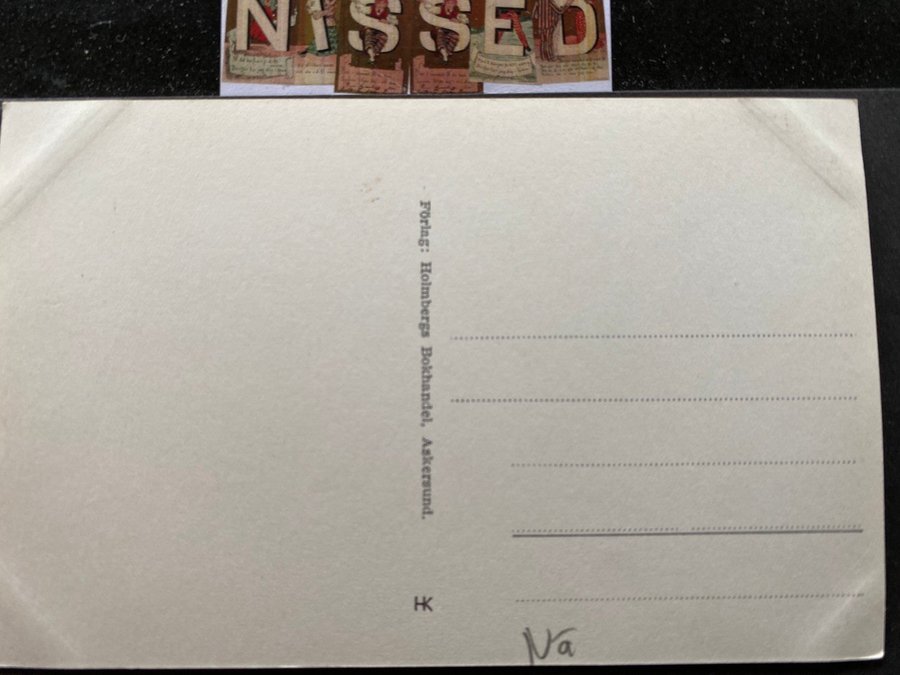 NISSED
Förlag: Holmbergs Bokhandel, Askersund.
HK
Na